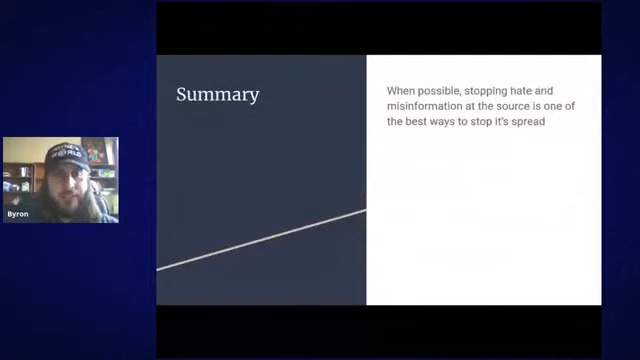 Summary
When possible, stopping hate and
misinformation at the source is one of
the best ways to stop it's spread
Byron